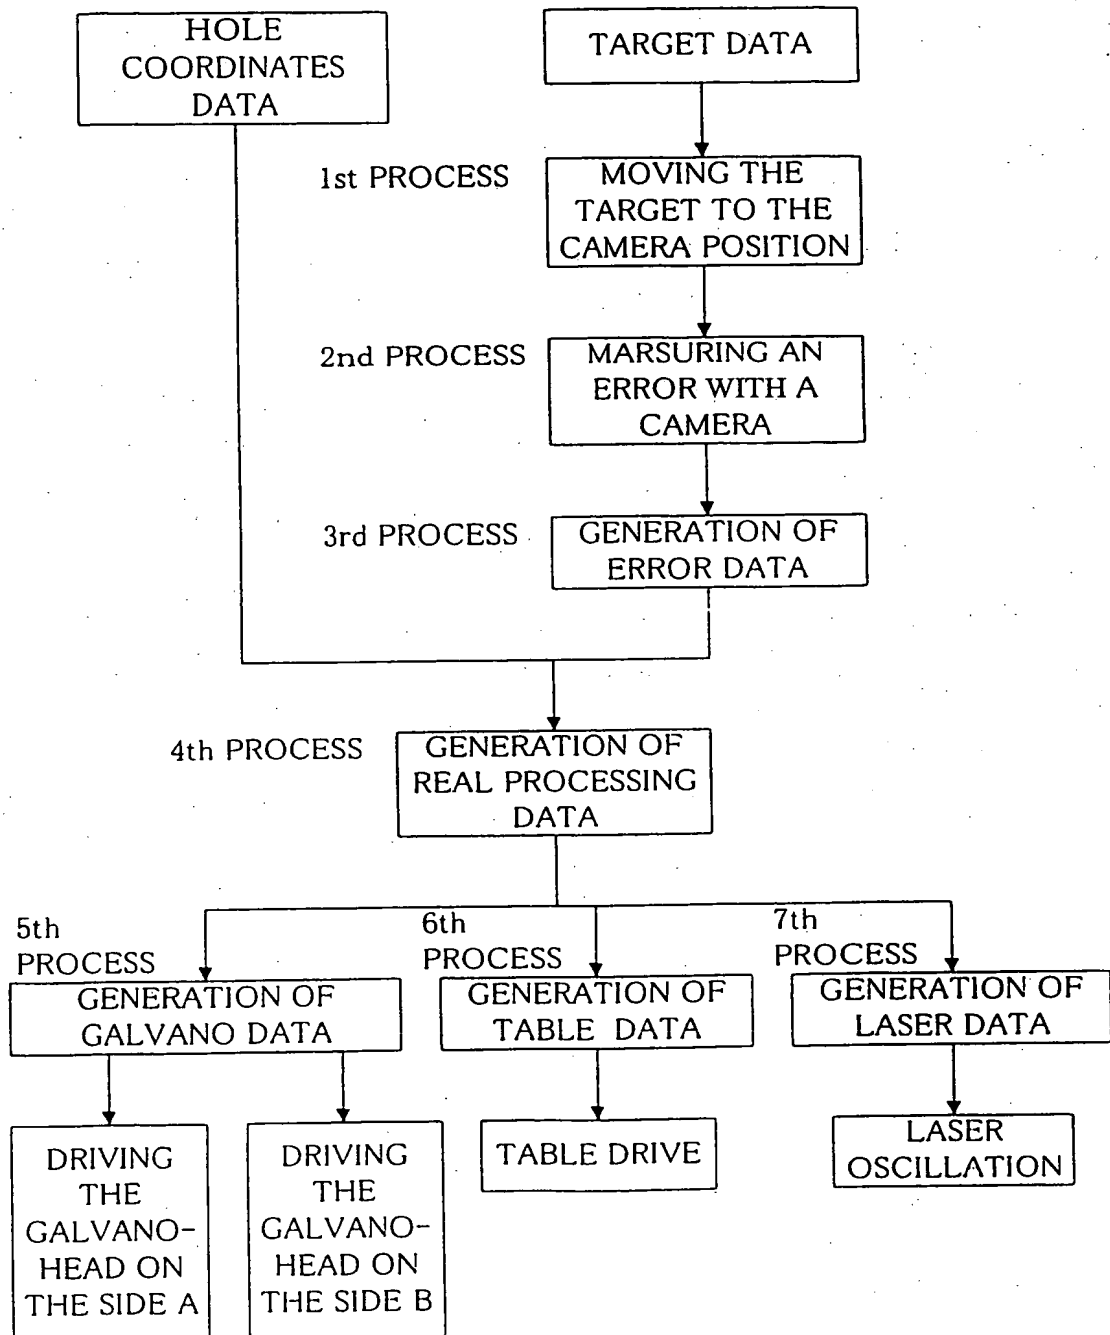 HOLE
COORDINATES
DATA
TARGET DATA
1st PROCESS
MOVING THE
TARGET TO THE
CAMERA POSITION
2nd PROCESS
MARSURING AN
ERROR WITH A
CAMERA
3rd PROCESS
GENERATION OF
ERROR DATA
4th PROCESS
GENERATION OF
REAL PROCESSING
DATA
5th
PROCESS
GENERATION OF
GALVANO DATA
6th
PROCESS
GENERATION OF
TABLE DATA
7th
PROCESS
GENERATION OF
LASER DATA
DRIVING
THE
GALVANO-
HEAD ON
THE SIDE A
DRIVING
THE
GALVANO-
HEAD ON
THE SIDE B
TABLE DRIVE
LASER
OSCILLATION